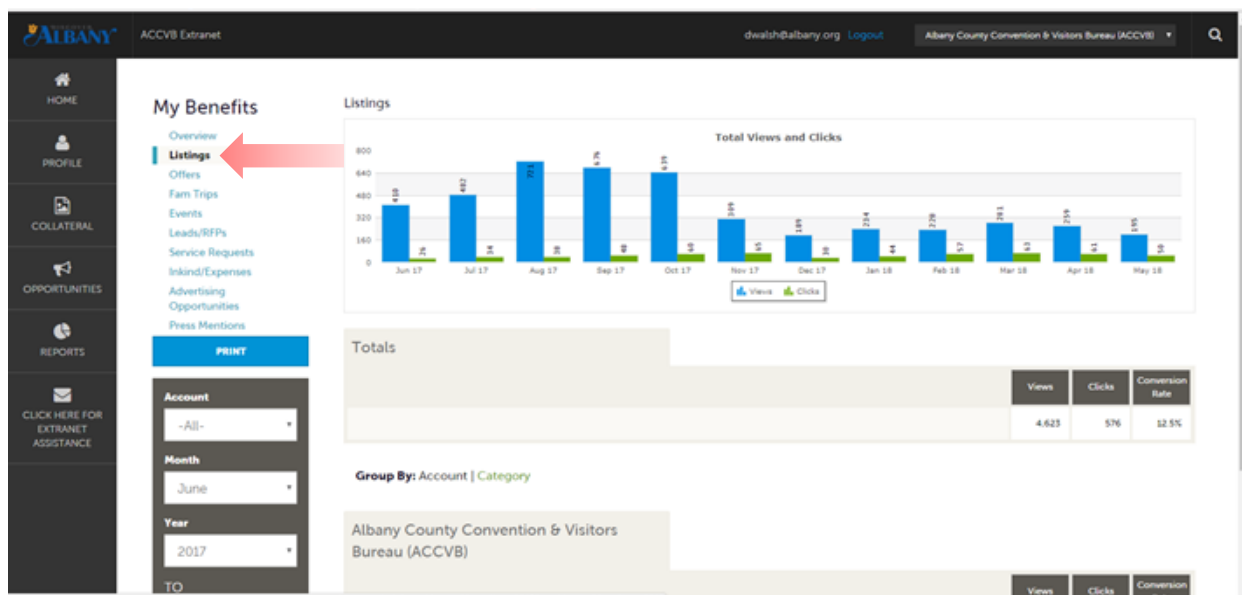 ALBANY
ACCVB Extranet
dwalsh@albany.org Logout
Albany County Convention & Visitors Bureau (ACCVB)
HOME
PROFILE
COLLATERAL
OPPORTUNITIES
REPORTS
CLICK HERE FOR
EXTRANET
ASSISTANCE
My Benefits
Overview
Listings
Offers
Fam Trips
Events
Leads/RFPs
Service Requests
Inkind/Expenses
Advertising
Opportunities
Press Mentions
PRINT
Account
-All-
Month
June
Year
2017
TO
Listings
Total Views and Clicks
800
640
480
320
160
0
410 26 482 34 721 38 676 48 639 60 309 65 189 30 234 44 228 57 281 63 259 61 195 50
Jun 17 Jul 17 Aug 17 Sep 17 Oct 17 Nov 17 Dec 17 Jan 18 Feb 18 Mar 18 Apr 18 May 18
Views Clicks
Totals
Views Clicks Conversion
Rate
4,623 576 12.5%
Group By: Account | Category
Albany County Convention & Visitors
Bureau (ACCVB)
Views Clicks Conversion